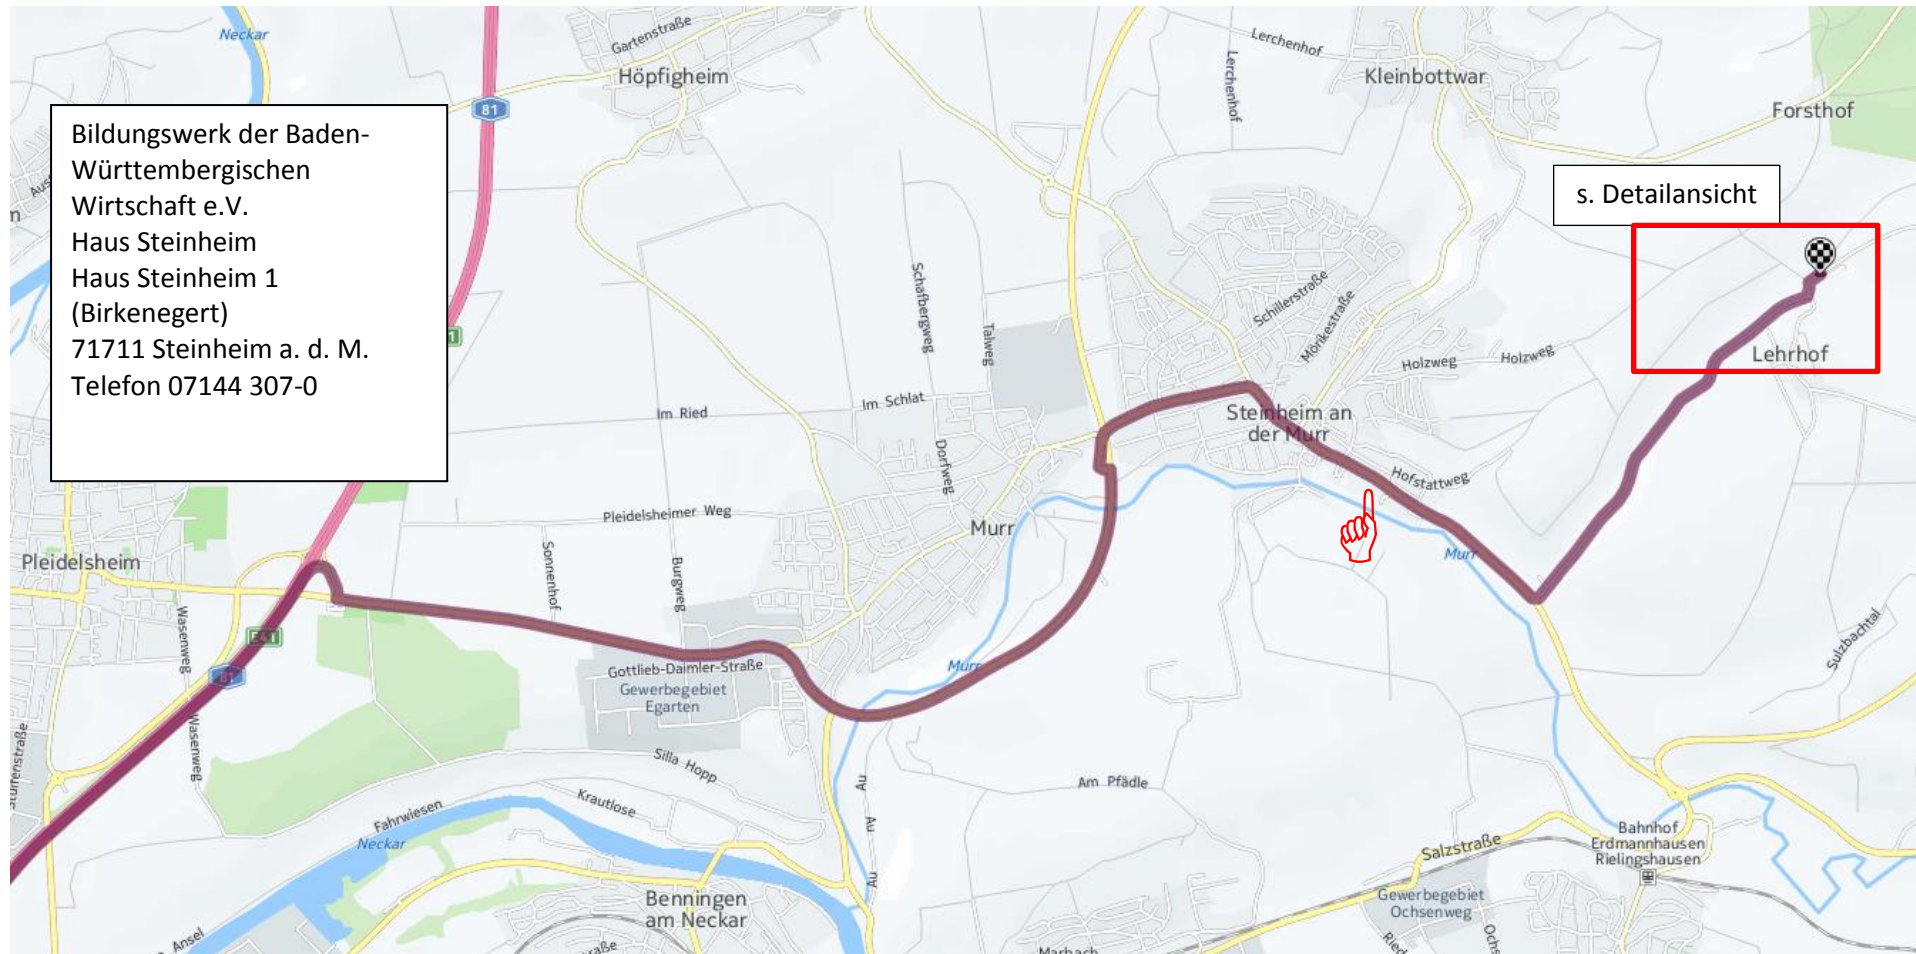 Bildungswerk der Baden-
Württembergischen
Wirtschaft e.V.
Haus Steinheim
Haus Steinheim 1
(Birkenegert)
71711 Steinheim a. d. M.
Telefon 07144 307-0
s. Detailansicht
Neckar
Gartenstraße
Höpfigheim
81
Lerchenhof
Lerchenhof
Kleinbottwar
Forsthof
Schafbergweg
Talweg
Schillerstraße
Mörikestraße
Holzweg
Holzweg
Lehrhof
Im Ried
Im Schlat
Dorfweg
Steinheim an
der Murr
Hofstattweg
Pleidelsheimer Weg
Murr
Murr
Pleidelsheim
Sonnenhof
Burgweg
Wasenweg
E41
81
Gottlieb-Daimler-Straße
Gewerbegebiet
Egarten
Murr
Sulzbachtal
Wasenweg
Silla Hopp
Au
Am Pfädle
Krautlose
Fahrwiesen
Neckar
Au
Au
Salzstraße
Bahnhof
Erdmannhausen
Rielingshausen
Gewerbegebiet
Ochsenweg
Benningen
am Neckar
Ansel
Marbach